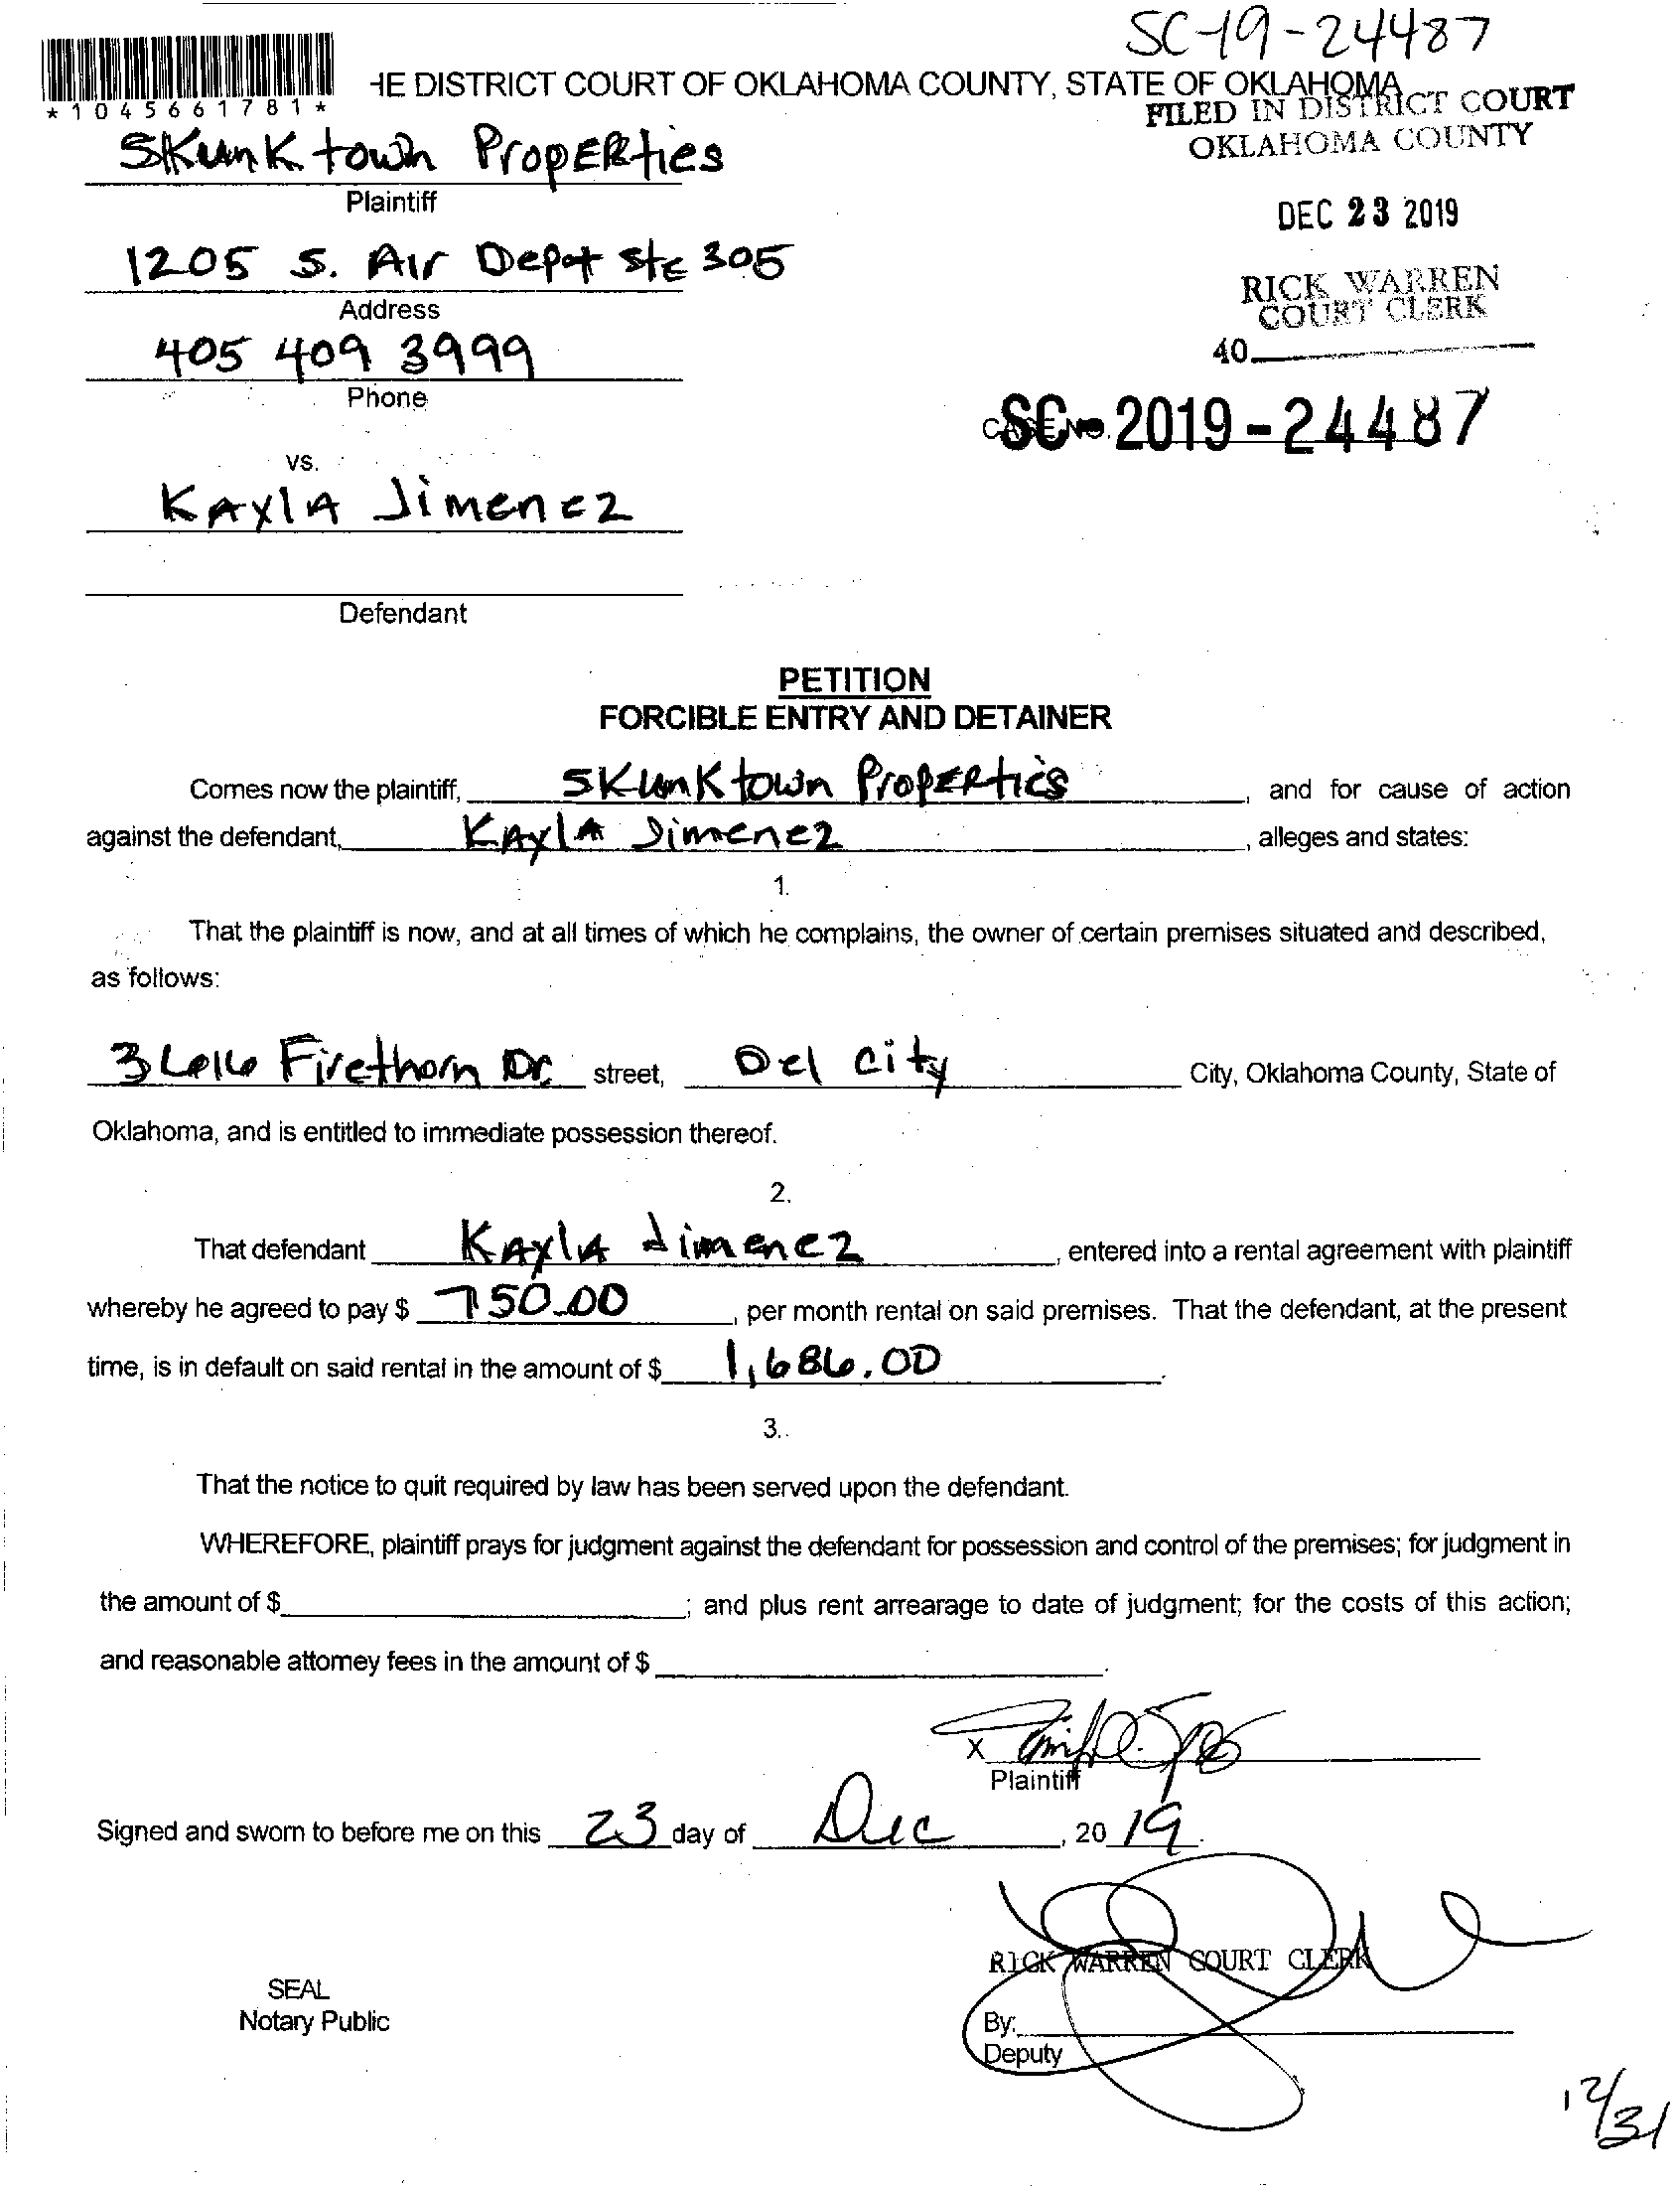 SC-19-24487
HE DISTRICT COURT OF OKLAHOMA COUNTY, STATE OF OKLAHOMA
*1045661781*
FILED IN DISTRICT COURT
OKLAHOMA COUNTY
Skunktown Properties
Plaintiff
DEC 23 2019
1205 S. Air Depot Ste 305
Address
RICK WARREN
COURT CLERK
405 409 3999
40
Phone
CASE NO. SC-2019-24487
vs.
Kayla Jimenez
Defendant
PETITION
FORCIBLE ENTRY AND DETAINER
Comes now the plaintiff, Skunktown Properties, and for cause of action
against the defendant, Kayla Jimenez, alleges and states:
1.
That the plaintiff is now, and at all times of which he complains, the owner of certain premises situated and described,
as follows:
3616 Firethorn Dr. street, Del City City, Oklahoma County, State of
Oklahoma, and is entitled to immediate possession thereof.
2.
That defendant Kayla Jimenez, entered into a rental agreement with plaintiff
whereby he agreed to pay $ 750.00, per month rental on said premises. That the defendant, at the present
time, is in default on said rental in the amount of $ 1,686.00.
3.
That the notice to quit required by law has been served upon the defendant.
WHEREFORE, plaintiff prays for judgment against the defendant for possession and control of the premises; for judgment in
the amount of $; and plus rent arrearage to date of judgment; for the costs of this action;
and reasonable attorney fees in the amount of $.
X
Plaintiff
Signed and sworn to before me on this 23 day of Dec, 2019.
RICK WARREN COURT CLERK
SEAL
Notary Public
By:
Deputy
12/31